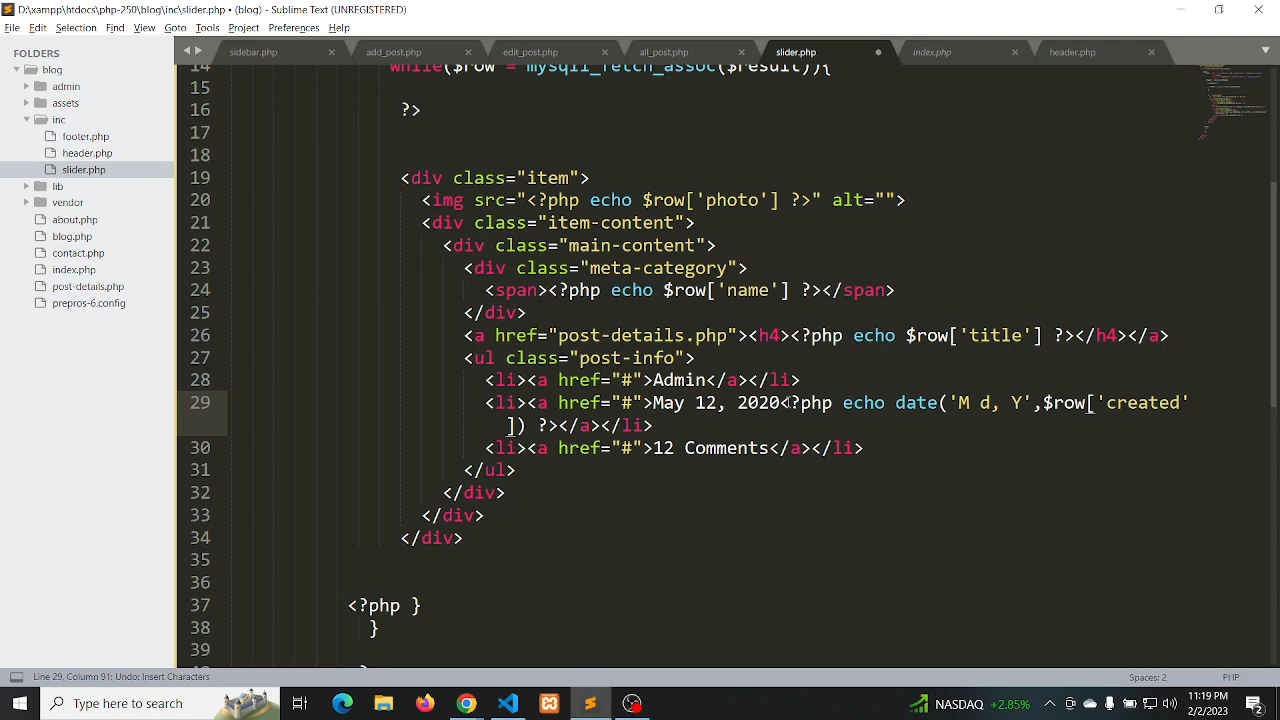 D:\xampp\htdocs\php-250\blog\inc\slider.php • (blog) - Sublime Text (UNREGISTERED)
File Edit Selection Find View Goto Tools Project Preferences Help
FOLDERS
blog
admin
assets
inc
footer.php
header.php
slider.php
lib
vendor
about.php
blog.php
contact.php
index.php
post-details.php
prepros-6.config
sidebar.php add_post.php edit_post.php all_post.php slider.php index.php header.php
14 while($row = mysqli_fetch_assoc($result)){
15
16 ?>
17
18
19 <div class="item">
20 <img src="<?php echo $row['photo'] ?>" alt="">
21 <div class="item-content">
22 <div class="main-content">
23 <div class="meta-category">
24 <span><?php echo $row['name'] ?></span>
25 </div>
26 <a href="post-details.php"><h4><?php echo $row['title'] ?></h4></a>
27 <ul class="post-info">
28 <li><a href="#">Admin</a></li>
29 <li><a href="#">May 12, 2020<?php echo date('M d, Y',$row['created'
]) ?></a></li>
30 <li><a href="#">12 Comments</a></li>
31 </ul>
32 </div>
33 </div>
34 </div>
35
36
37 <?php }
38 }
39
Line 29, Column 91; Undo: Insert Characters Spaces: 2 PHP
Type here to search NASDAQ +2.85% 11:19 PM
2/2/2023